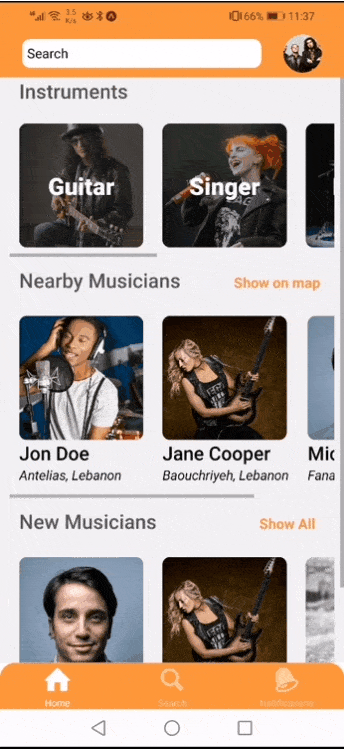 3.5
K/s
66%
11:37
Search
Instruments
Guitar
Singer
Nearby Musicians
Show on map
Jon Doe
Jane Cooper
Mic
Antelias, Lebanon
Baouchriyeh, Lebanon
Fana
New Musicians
Show All
Home
Search
Notifications